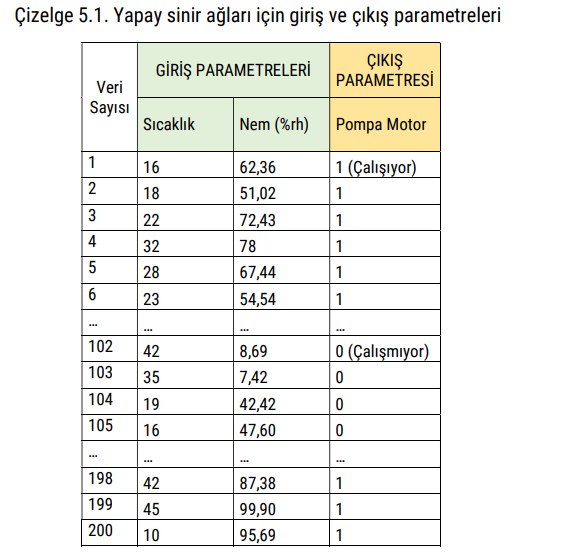 Çizelge 5.1. Yapay sinir ağları için giriş ve çıkış parametreleri
Veri Sayısı GİRİŞ PARAMETRELERİ ÇIKIŞ PARAMETRESİ
Sıcaklık Nem (%rh) Pompa Motor
1 16 62,36 1 (Çalışıyor)
2 18 51,02 1
3 22 72,43 1
4 32 78 1
5 28 67,44 1
6 23 54,54 1
... ... ... ...
102 42 8,69 0 (Çalışmıyor)
103 35 7,42 0
104 19 42,42 0
105 16 47,60 0
... ... ... ...
198 42 87,38 1
199 45 99,90 1
200 10 95,69 1